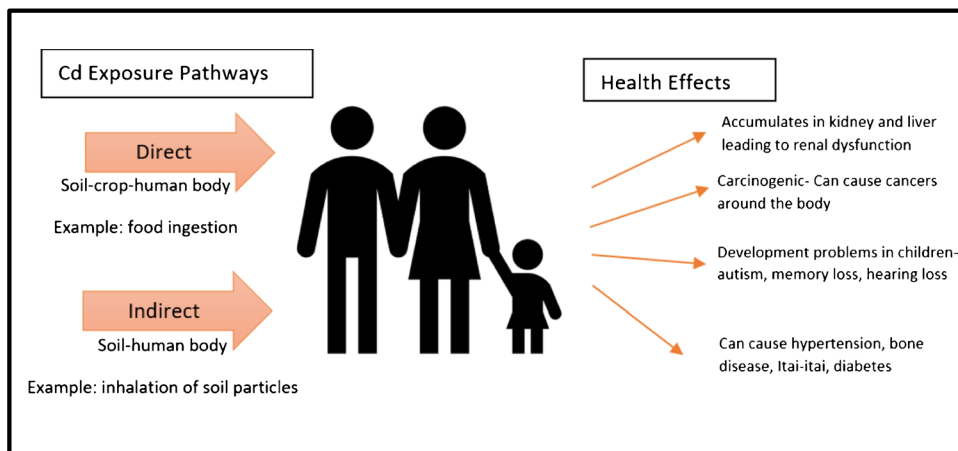 Cd Exposure Pathways
Direct
Soil-crop-human body
Example: food ingestion
Indirect
Soil-human body
Example: inhalation of soil particles
Health Effects
Accumulates in kidney and liver
leading to renal dysfunction
Carcinogenic- Can cause cancers
around the body
Development problems in children-
autism, memory loss, hearing loss
Can cause hypertension, bone
disease, Itai-itai, diabetes